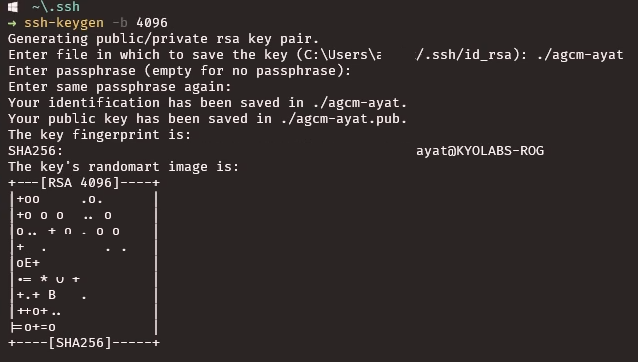 ~\.ssh
→ ssh-keygen -b 4096
Generating public/private rsa key pair.
Enter file in which to save the key (C:\Users\a /.ssh/id_rsa): ./agcm-ayat
Enter passphrase (empty for no passphrase):
Enter same passphrase again:
Your identification has been saved in ./agcm-ayat.
Your public key has been saved in ./agcm-ayat.pub.
The key fingerprint is:
SHA256: ayat@KYOLABS-ROG
The key's randomart image is:
+---[RSA 4096]----+
|+oo     .o.      |
|+o o o  .. o     |
|o.. + o . o o    |
|+  .       . .   |
|oE+              |
|.= * o +         |
|+.+ B   .        |
|++o+..           |
|=o+=o            |
+----[SHA256]-----+